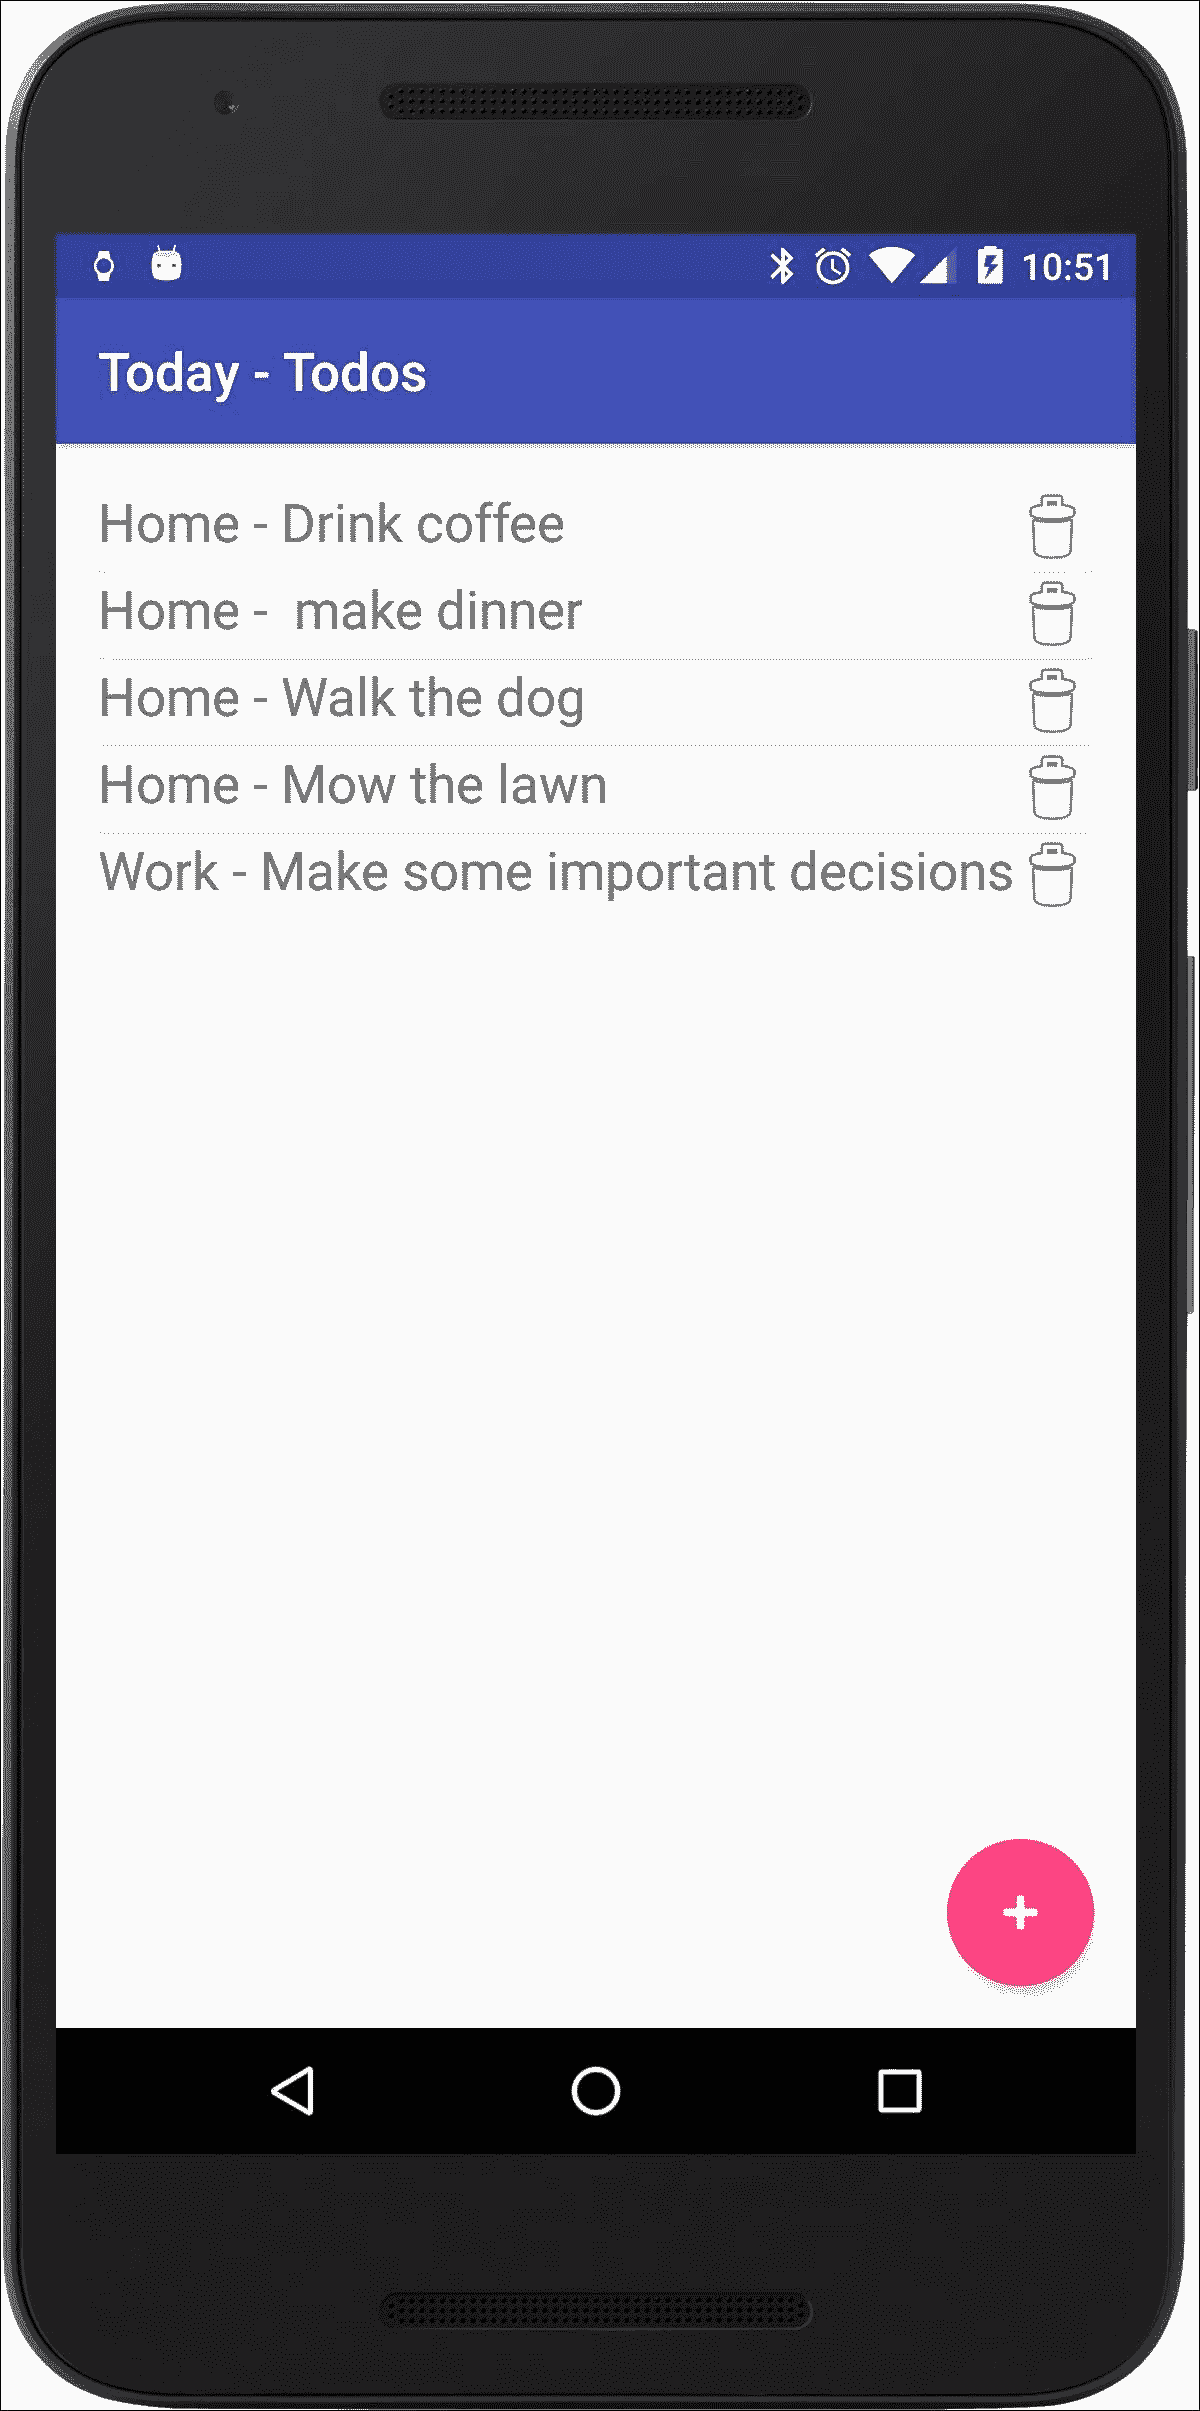 10:51
Today - Todos
Home - Drink coffee
Home -  make dinner
Home - Walk the dog
Home - Mow the lawn
Work - Make some important decisions